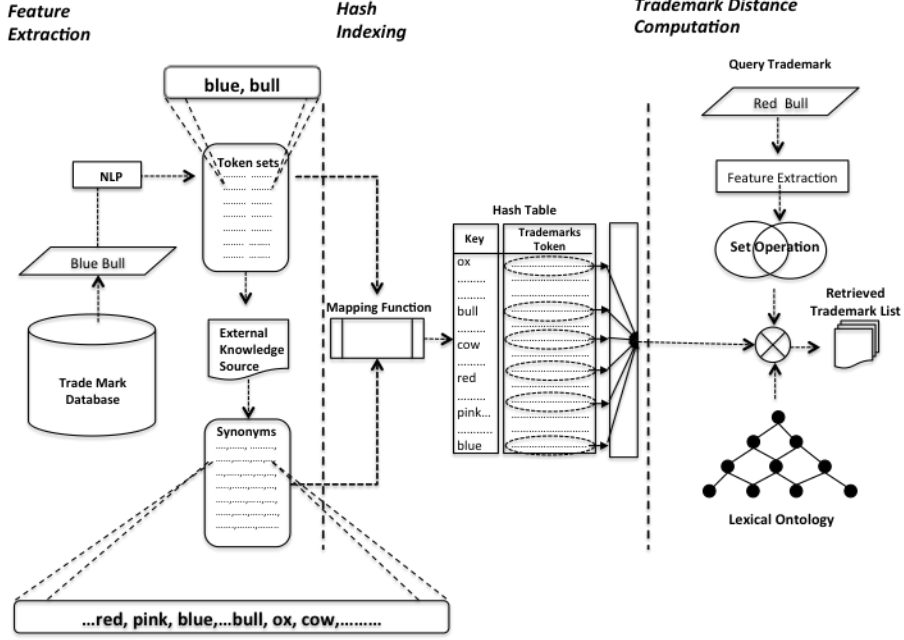 Feature
Extraction
Hash
Indexing
Trademark Distance
Computation
blue, bull
NLP
Token sets
Blue Bull
Trade Mark
Database
External
Knowledge
Source
Synonyms
...red, pink, blue,...bull, ox, cow,.........
Mapping Function
Hash Table
Key
Trademarks
Token
ox
bull
cow
red
pink...
blue
Query Trademark
Red Bull
Feature Extraction
Set Operation
Retrieved
Trademark List
Lexical Ontology